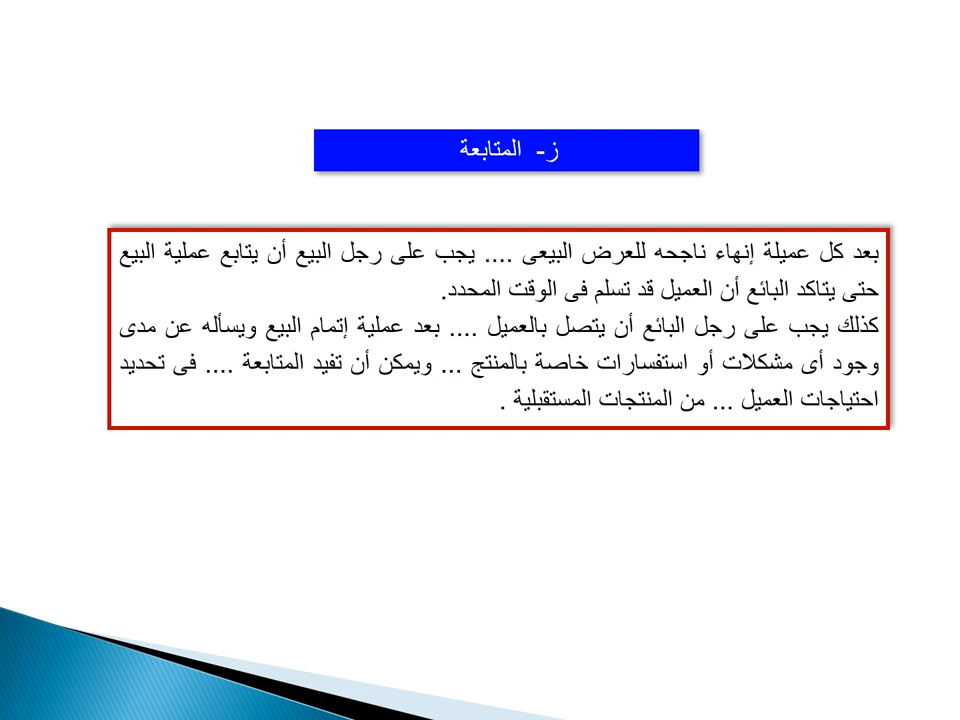 ز- المتابعة
بعد كل عميلة إنهاء ناجحه للعرض البيعى .... يجب على رجل البيع أن يتابع عملية البيع
حتى يتاكد البائع أن العميل قد تسلم فى الوقت المحدد.
كذلك يجب على رجل البائع أن يتصل بالعميل .... بعد عملية إتمام البيع ويسأله عن مدى
وجود أى مشكلات أو استفسارات خاصة بالمنتج ... ويمكن أن تفيد المتابعة .... فى تحديد
احتياجات العميل ... من المنتجات المستقبلية .